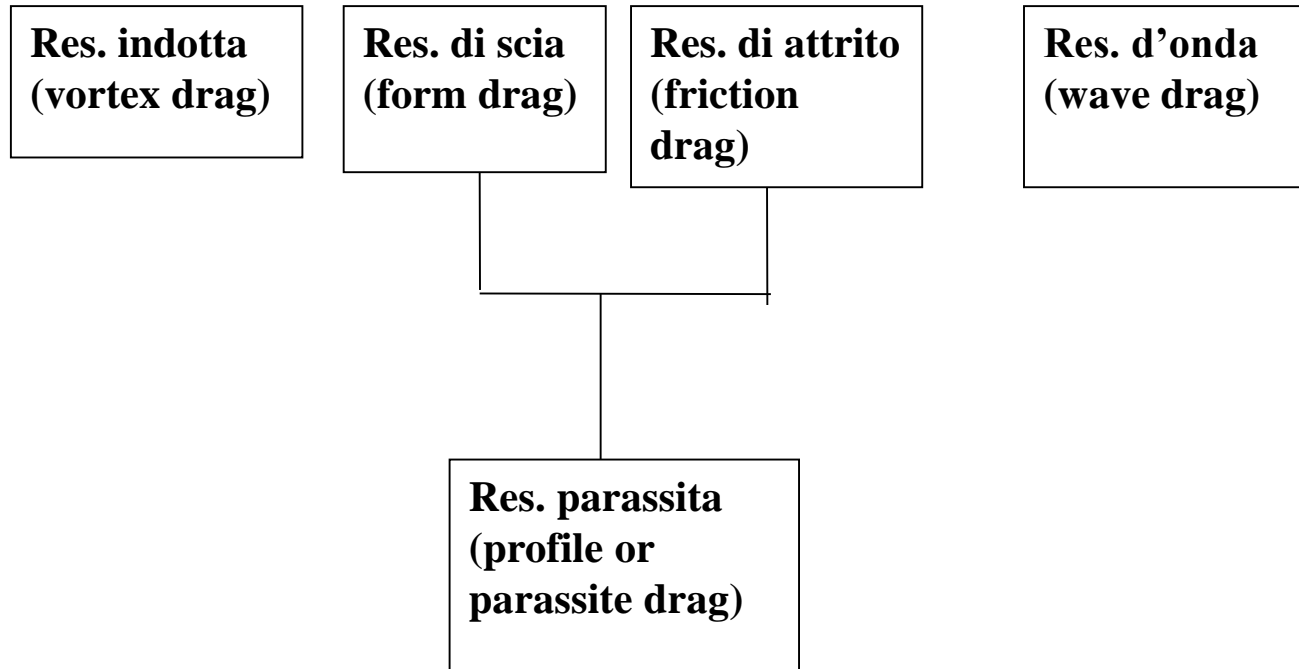 Res. indotta
(vortex drag)
Res. di scia
(form drag)
Res. di attrito
(friction
drag)
Res. d’onda
(wave drag)
Res. parassita
(profile or
parassite drag)